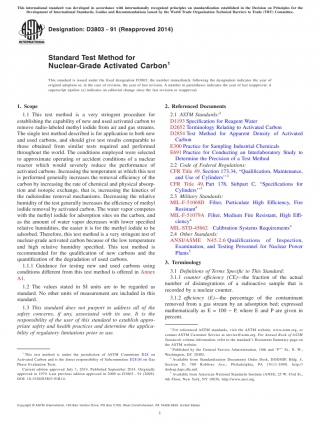 This international standard was developed in accordance with internationally recognized principles on standardization established in the Decision on Principles for the
Development of International Standards, Guides and Recommendations issued by the World Trade Organization Technical Barriers to Trade (TBT) Committee.
Designation: D3803 − 91 (Reapproved 2014)
Standard Test Method for
Nuclear-Grade Activated Carbon1
This standard is issued under the fixed designation D3803; the number immediately following the designation indicates the year of
original adoption or, in the case of revision, the year of last revision. A number in parentheses indicates the year of last reapproval. A
superscript epsilon (ε) indicates an editorial change since the last revision or reapproval.
1. Scope
1.1 This test method is a very stringent procedure for
establishing the capability of new and used activated carbon to
remove radio-labeled methyl iodide from air and gas streams.
The single test method described is for application to both new
and used carbons, and should give test results comparable to
those obtained from similar tests required and performed
throughout the world. The conditions employed were selected
to approximate operating or accident conditions of a nuclear
reactor which would severely reduce the performance of
activated carbons. Increasing the temperature at which this test
is performed generally increases the removal efficiency of the
carbon by increasing the rate of chemical and physical absorp-
tion and isotopic exchange, that is, increasing the kinetics of
the radioiodine removal mechanisms. Decreasing the relative
humidity of the test generally increases the efficiency of methyl
iodide removal by activated carbon. The water vapor competes
with the methyl iodide for adsorption sites on the carbon, and
as the amount of water vapor decreases with lower specified
relative humidities, the easier it is for the methyl iodide to be
adsorbed. Therefore, this test method is a very stringent test of
nuclear-grade activated carbon because of the low temperature
and high relative humidity specified. This test method is
recommended for the qualification of new carbons and the
quantification of the degradation of used carbons.
1.1.1 Guidance for testing new and used carbons using
conditions different from this test method is offered in Annex
A1.
1.2 The values stated in SI units are to be regarded as
standard. No other units of measurement are included in this
standard.
1.3 This standard does not purport to address all of the
safety concerns, if any, associated with its use. It is the
responsibility of the user of this standard to establish appro-
priate safety and health practices and determine the applica-
bility of regulatory limitations prior to use.
1 This test method is under the jurisdiction of ASTM Committee D28 on
Activated Carbon and is the direct responsibility of Subcommittee D28.04 on Gas
Phase Evaluation Tests.
Current edition approved July 1, 2014. Published September 2014. Originally
approved in 1979. Last previous edition approved in 2009 as D3803 – 91 (2009).
DOI: 10.1520/D3803-91R14.
2. Referenced Documents
2.1 ASTM Standards:2
D1193 Specification for Reagent Water
D2652 Terminology Relating to Activated Carbon
D2854 Test Method for Apparent Density of Activated
Carbon
E300 Practice for Sampling Industrial Chemicals
E691 Practice for Conducting an Interlaboratory Study to
Determine the Precision of a Test Method
2.2 Code of Federal Regulations:
CFR Title 49, Section 173.34, "Qualification, Maintenance,
and Use of Cylinders"3
CFR Title 49, Part 178, Subpart C, "Specifications for
Cylinders"3
2.3 Military Standards:
MIL-F-51068D Filter, Particulate High Efficiency, Fire
Resistant4
MIL-F-51079A Filter, Medium Fire Resistant, High Effi-
ciency4
MIL-STD-45662 Calibration Systems Requirements4
2.4 Other Standards:
ANSI/ASME N45.2.6 Qualifications of Inspection,
Examination, and Testing Personnel for Nuclear Power
Plants5
3. Terminology
3.1 Definitions of Terms Specific to This Standard:
3.1.1 counter efficiency (CE)—the fraction of the actual
number of disintegrations of a radioactive sample that is
recorded by a nuclear counter.
3.1.2 efficiency (E)—the percentage of the contaminant
removed from a gas stream by an adsorption bed; expressed
mathematically as E = 100 − P, where E and P are given in
percent.
2 For referenced ASTM standards, visit the ASTM website, www.astm.org, or
contact ASTM Customer Service at service@astm.org. For Annual Book of ASTM
Standards volume information, refer to the standard's Document Summary page on
the ASTM website.
3 Published by the General Service Administration, 18th and "F" St., N. W.,
Washington, DC 20405.
4 Available from Standardization Documents Order Desk, DODSSP, Bldg. 4,
Section D, 700 Robbins Ave., Philadelphia, PA 19111-5098
5 Available from American National Standards Institute (ANSI), 25 W. 43rd St.,
4th Floor, New York, NY 10036, http://www.ansi.org.
Copyright © ASTM International, 100 Barr Harbor Drive, PO Box C700, West Conshohocken, PA 19428-2959. United States
1